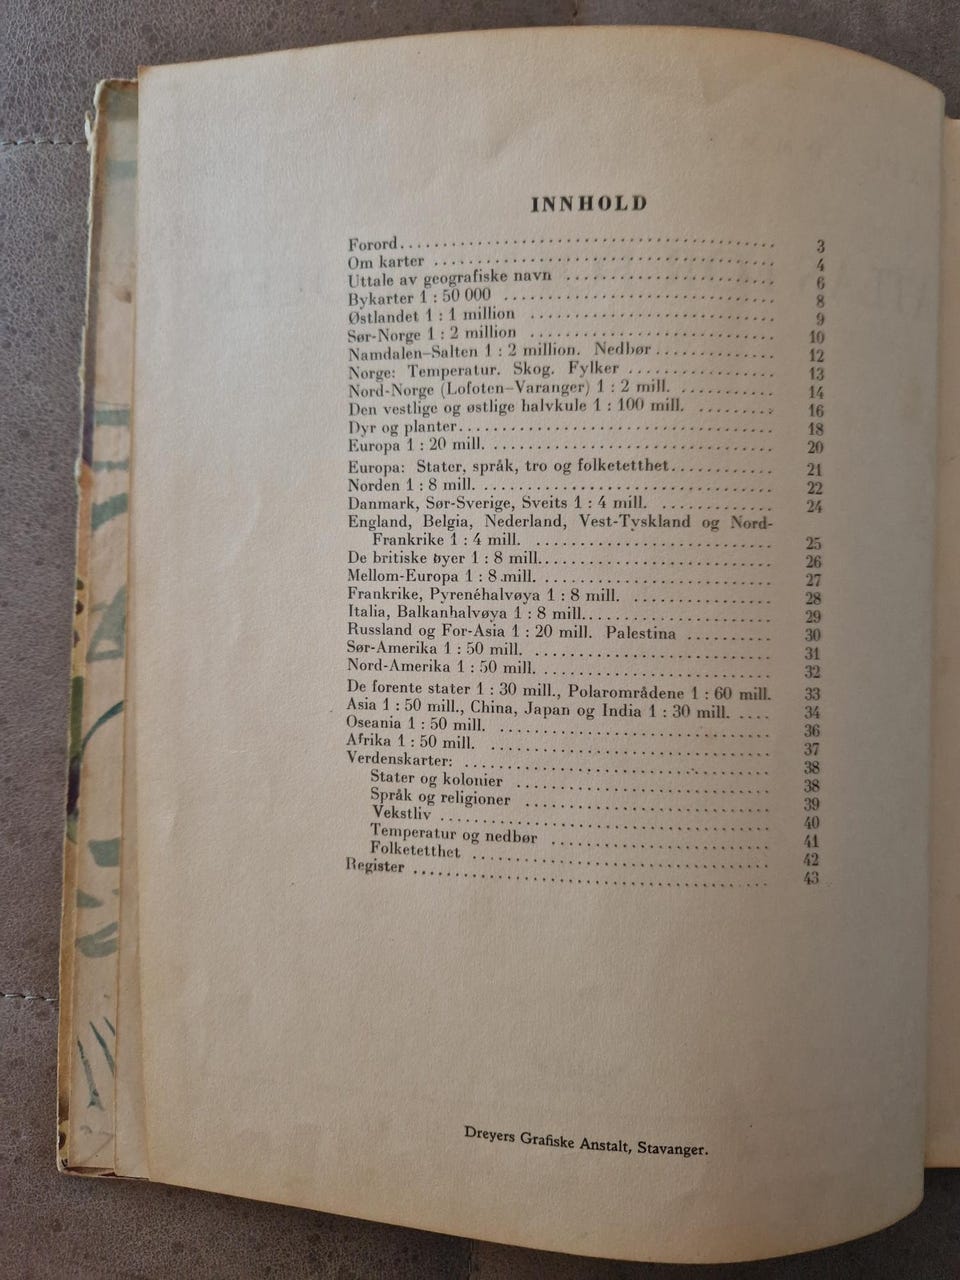 INNHOLD
Forord 3
Om karter 4
Uttale av geografiske navn 6
Bykarter 1 : 50 000 8
Østlandet 1 : 1 million 9
Sør-Norge 1 : 2 million 10
Namdalen–Salten 1 : 2 million. Nedbør 12
Norge: Temperatur. Skog. Fylker 13
Nord-Norge (Lofoten–Varanger) 1 : 2 mill. 14
Den vestlige og østlige halvkule 1 : 100 mill. 16
Dyr og planter 18
Europa 1 : 20 mill. 20
Europa: Stater, språk, tro og folketetthet 21
Norden 1 : 8 mill. 22
Danmark, Sør-Sverige, Sveits 1 : 4 mill. 24
England, Belgia, Nederland, Vest-Tyskland og Nord-
Frankrike 1 : 4 mill. 25
De britiske øyer 1 : 8 mill. 26
Mellom-Europa 1 : 8 mill. 27
Frankrike, Pyrenéhalvøya 1 : 8 mill. 28
Italia, Balkanhalvøya 1 : 8 mill. 29
Russland og For-Asia 1 : 20 mill. Palestina 30
Sør-Amerika 1 : 50 mill. 31
Nord-Amerika 1 : 50 mill. 32
De forente stater 1 : 30 mill., Polarområdene 1 : 60 mill. 33
Asia 1 : 50 mill., China, Japan og India 1 : 30 mill. 34
Oseania 1 : 50 mill. 36
Afrika 1 : 50 mill. 37
Verdenskarter: 38
Stater og kolonier 38
Språk og religioner 39
Vekstliv 40
Temperatur og nedbør 41
Folketetthet 42
Register 43
Dreyers Grafiske Anstalt, Stavanger.